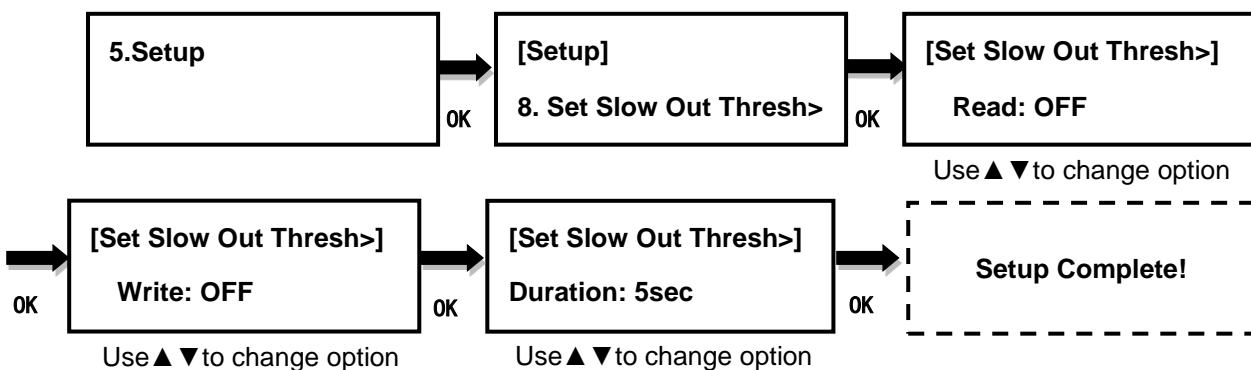 5.Setup
OK
[Setup]
8. Set Slow Out Thresh>
OK
[Set Slow Out Thresh>]
Read: OFF
Use▲▼to change option
OK
[Set Slow Out Thresh>]
Write: OFF
Use▲▼to change option
OK
[Set Slow Out Thresh>]
Duration: 5sec
Use▲▼to change option
OK
Setup Complete!